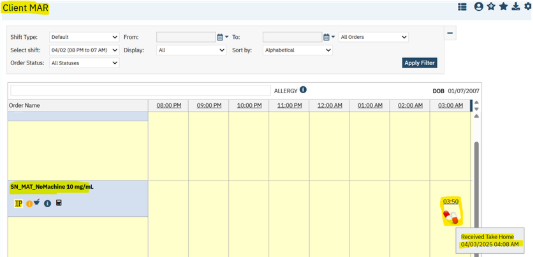 Client MAR
Shift Type: Default From: To: All Orders
Select shift: 04/02 (08 PM to 07 AM) Display: All Sort by: Alphabetical
Order Status: All Statuses Apply Filter
ALLERGY DOB 01/07/2007
Order Name 08:00 PM 09:00 PM 10:00 PM 11:00 PM 12:00 AM 01:00 AM 02:00 AM 03:00 AM
SN_MAT_NoMachine 10 mg/mL
IP 03:50
Received Take Home
04/03/2025 04:08 AM